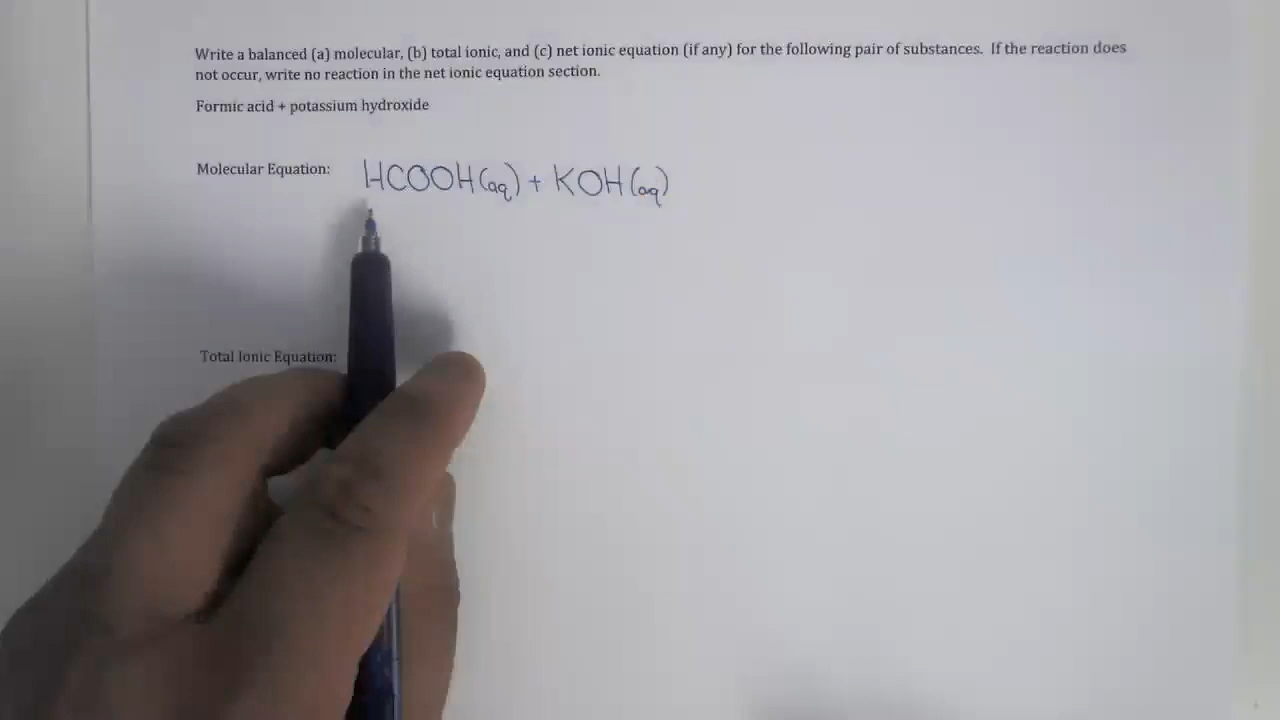 Write a balanced (a) molecular, (b) total ionic, and (c) net ionic equation (if any) for the following pair of substances. If the reaction does
not occur, write no reaction in the net ionic equation section.
Formic acid + potassium hydroxide
Molecular Equation: HCOOH(aq) + KOH(aq)
Total Ionic Equation: